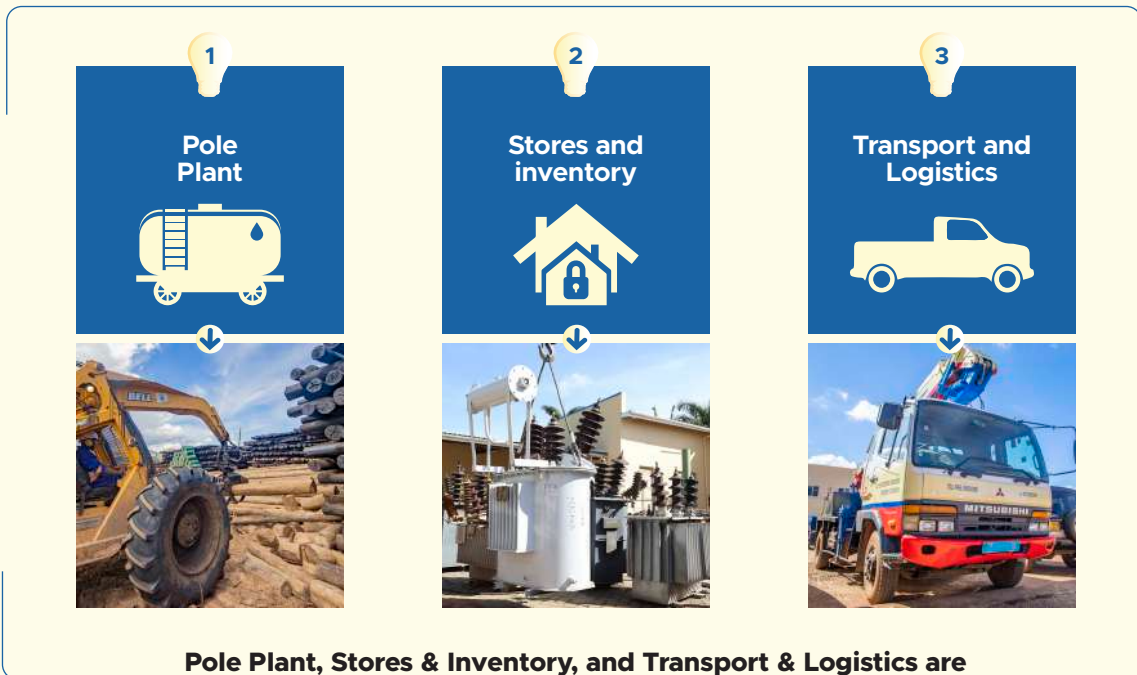 1
Pole
Plant
2
Stores and
inventory
3
Transport and
Logistics
BELL
MITSUBISHI
Pole Plant, Stores & Inventory, and Transport & Logistics are